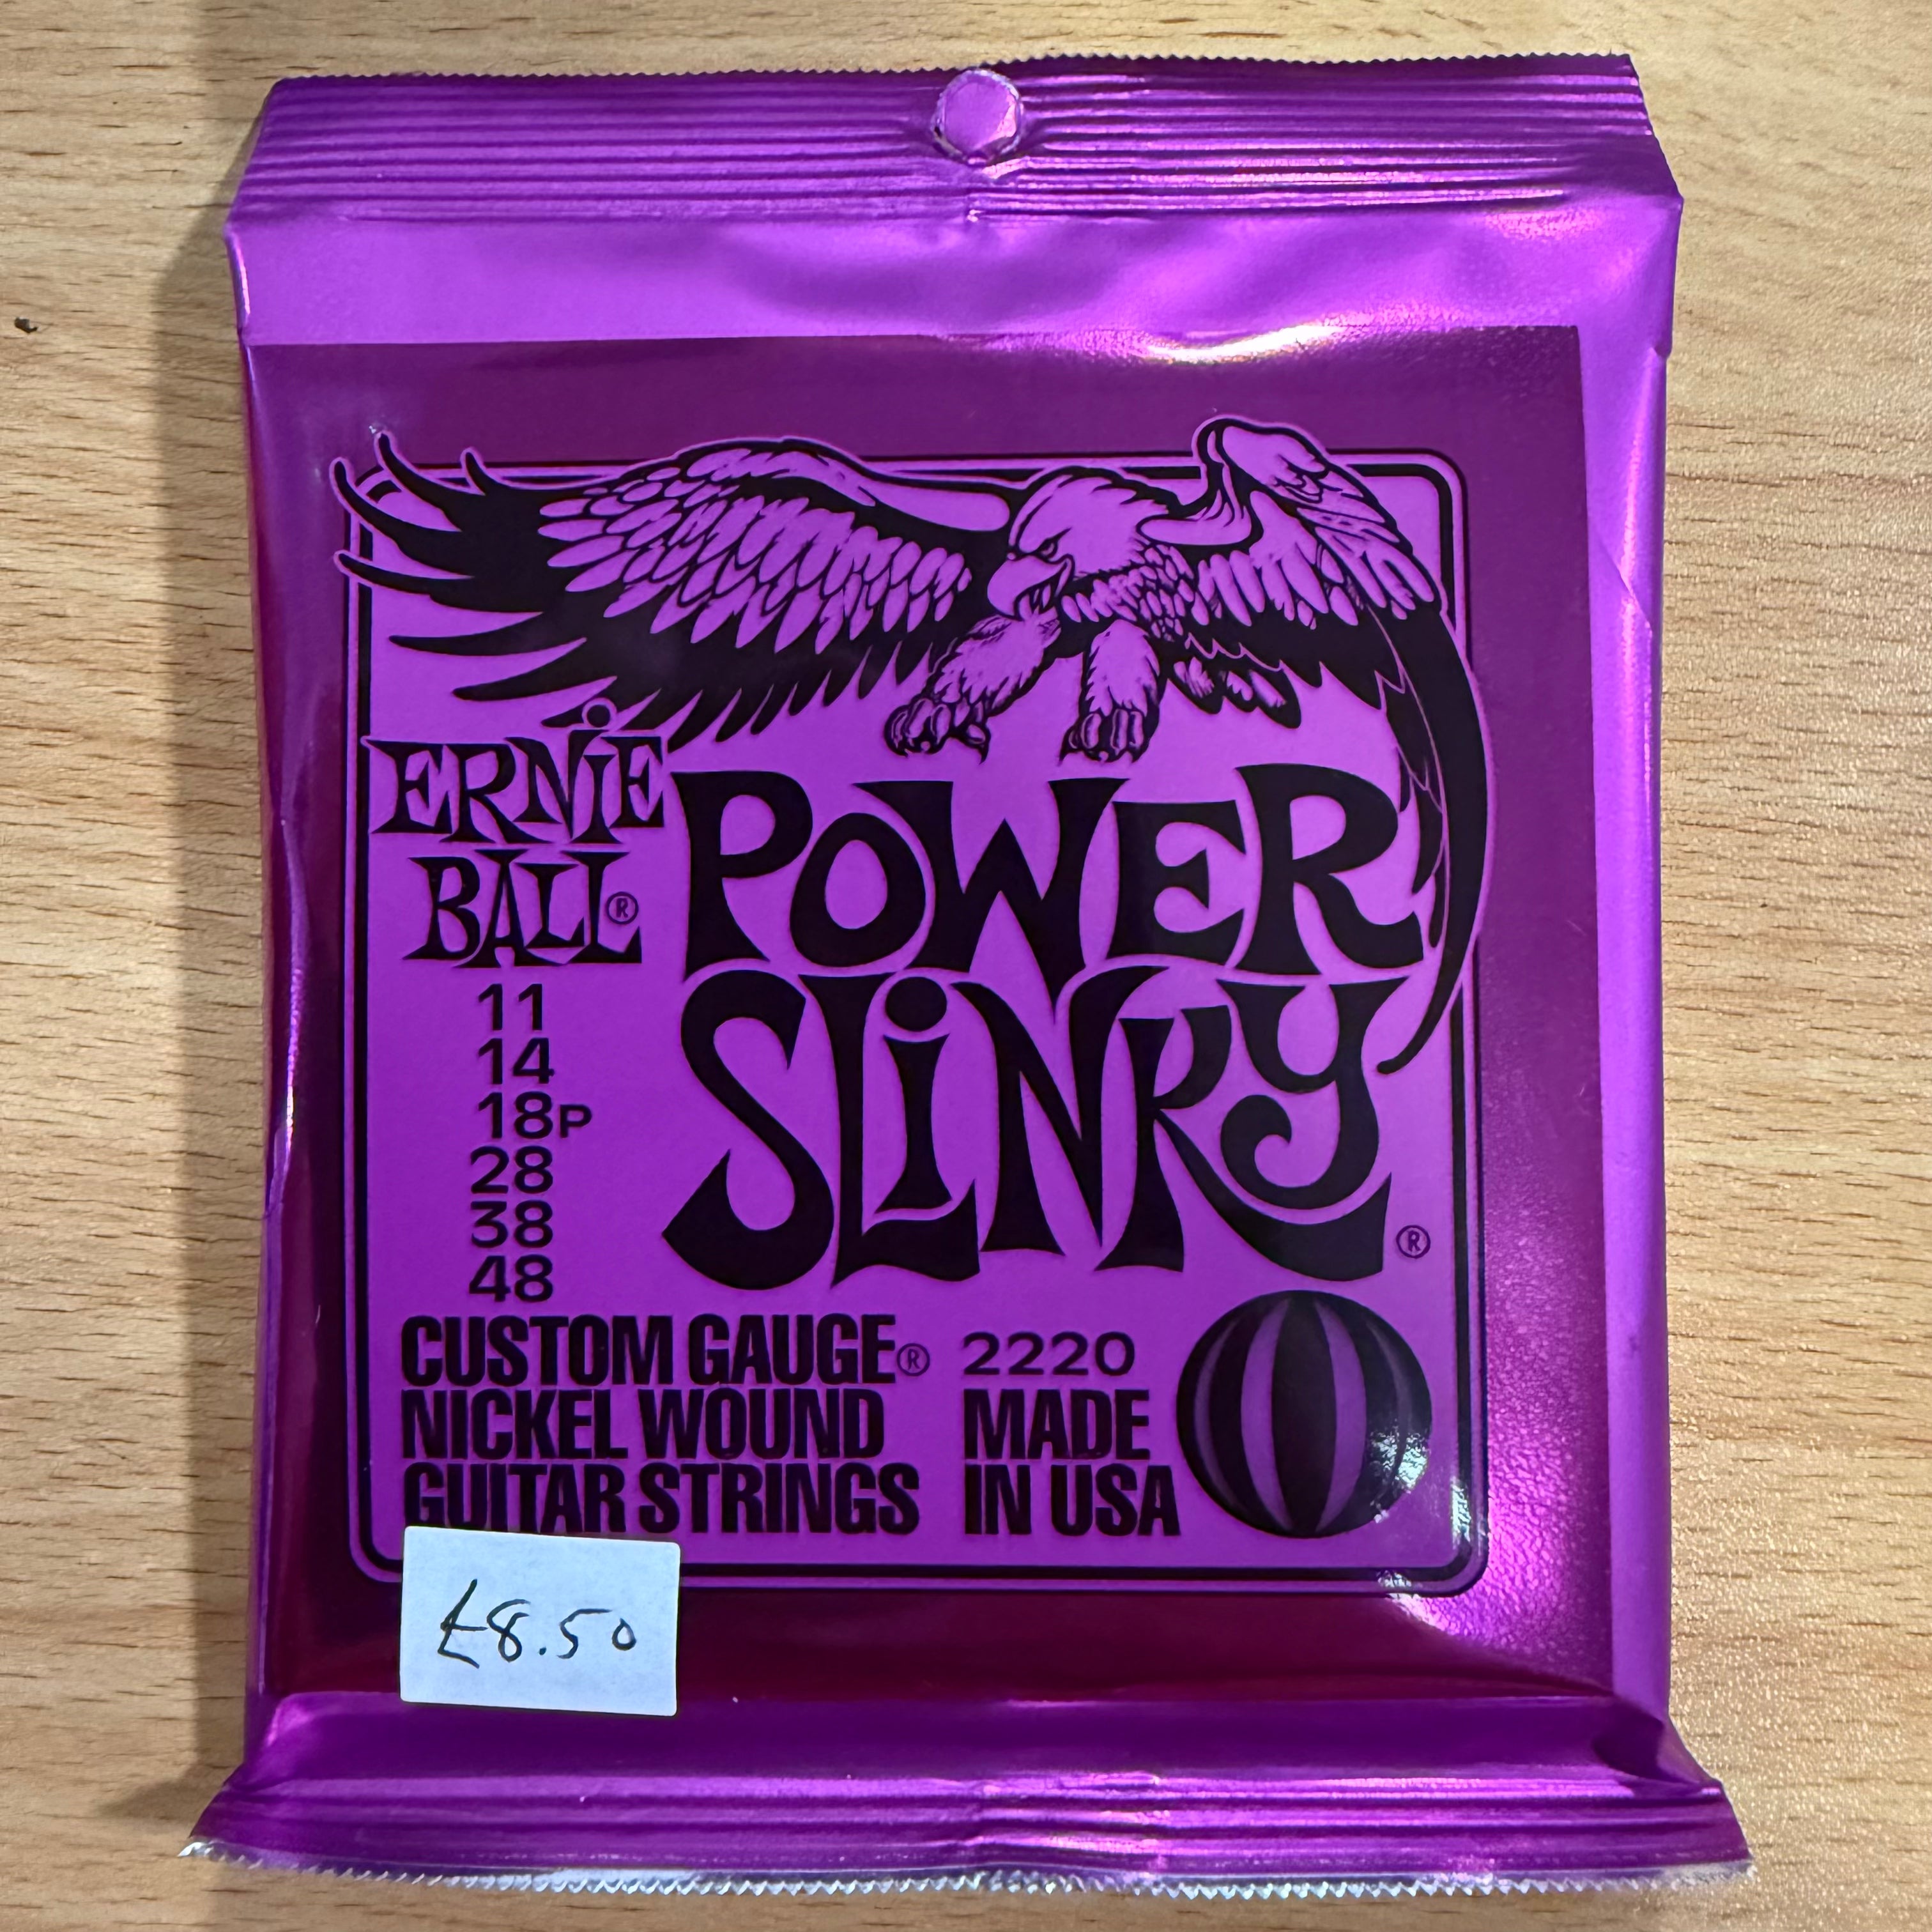 ERNiE
BALL®
POWER
SLiNKY®
11
14
18P
28
38
48
CUSTOM GAUGE®
NICKEL WOUND
GUITAR STRINGS
2220
MADE
IN USA
£8.50